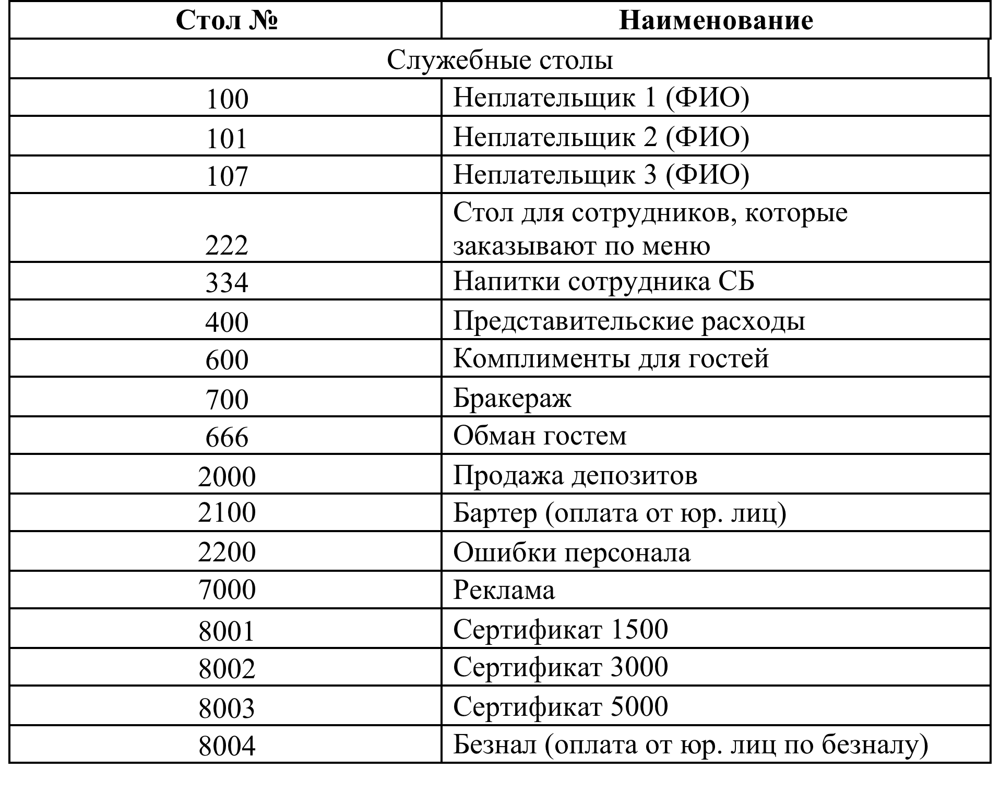 Стол № Наименование
Служебные столы
100 Неплательщик 1 (ФИО)
101 Неплательщик 2 (ФИО)
107 Неплательщик 3 (ФИО)
Стол для сотрудников, которые
222 заказывают по меню
334 Напитки сотрудника СБ
400 Представительские расходы
600 Комплименты для гостей
700 Бракераж
666 Обман гостем
2000 Продажа депозитов
2100 Бартер (оплата от юр. лиц)
2200 Ошибки персонала
7000 Реклама
8001 Сертификат 1500
8002 Сертификат 3000
8003 Сертификат 5000
8004 Безнал (оплата от юр. лиц по безналу)